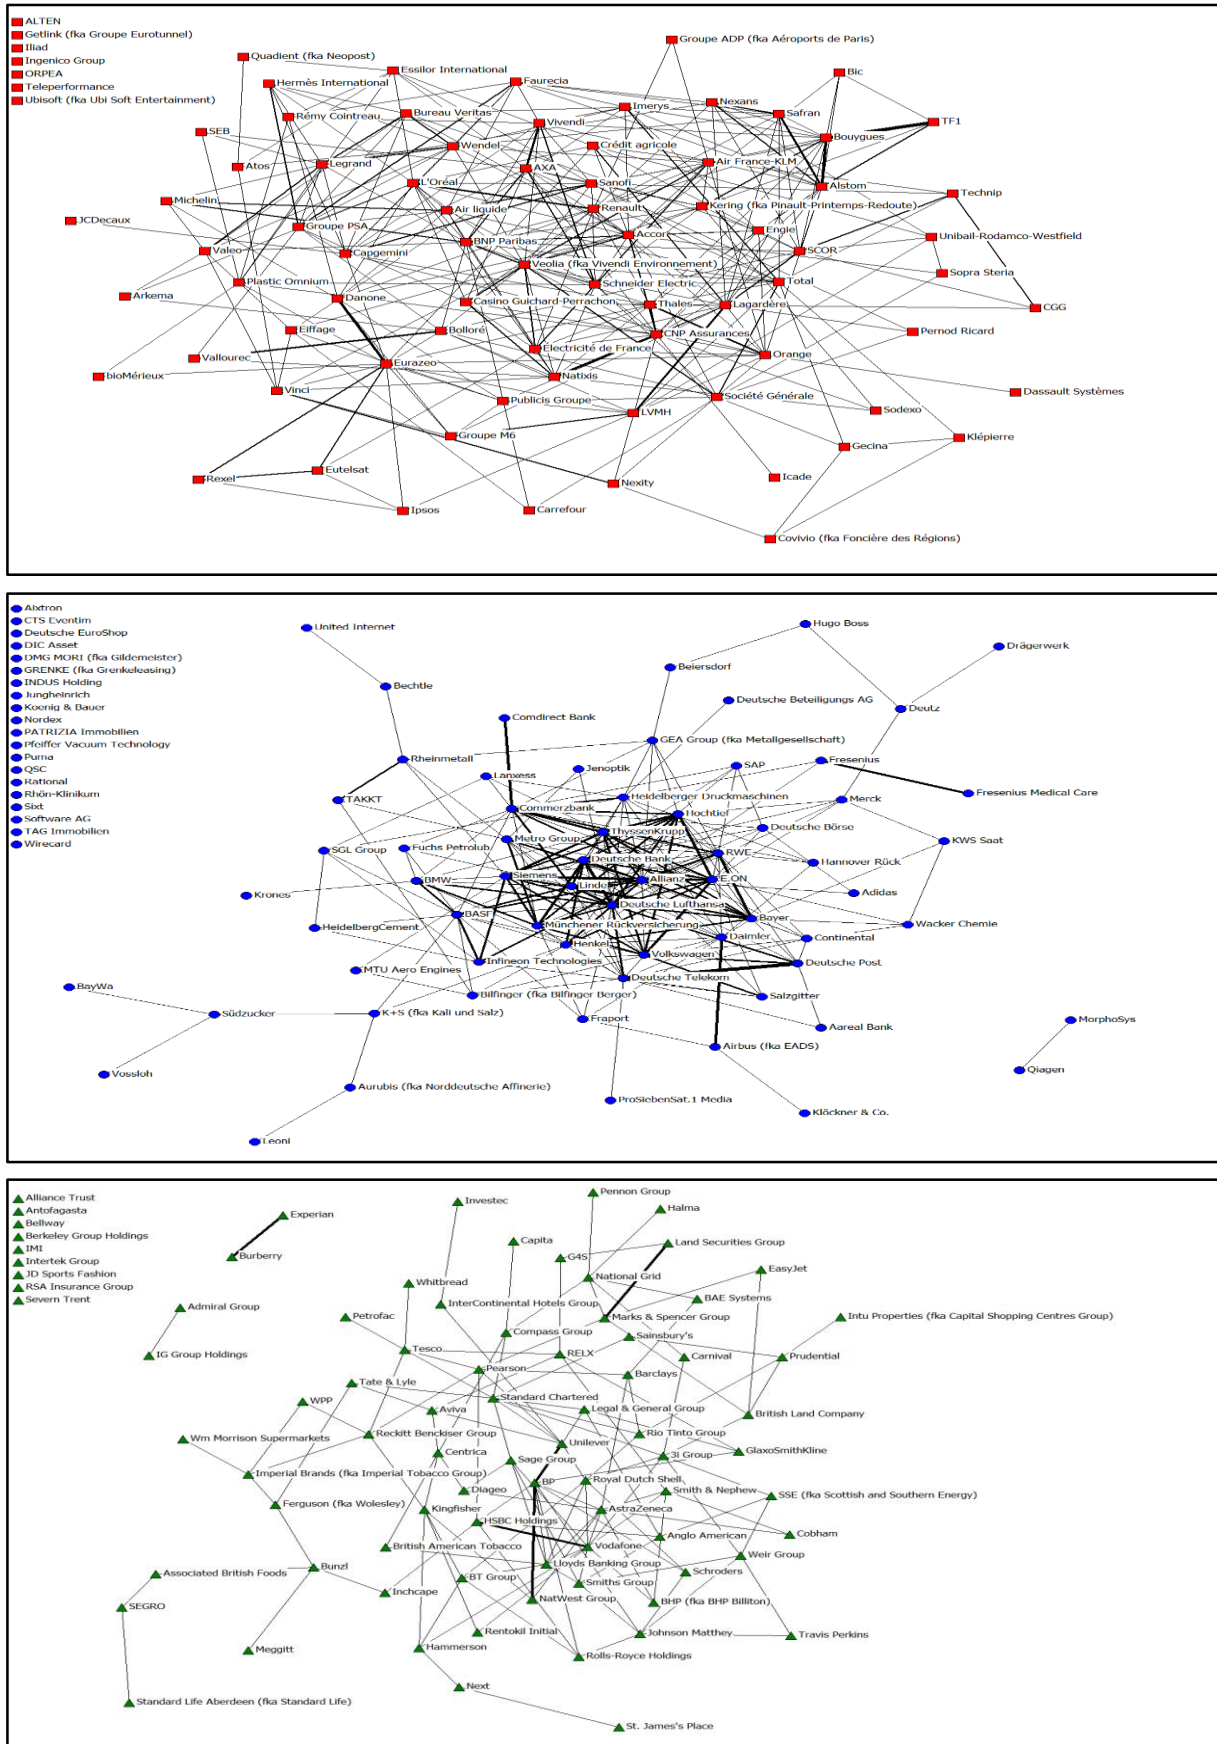 ALTEN
Getlink (fka Groupe Eurotunnel)
Iliad
Ingenico Group
ORPEA
Teleperformance
Ubisoft (fka Ubi Soft Entertainment)
Groupe ADP (fka Aéroports de Paris)
Quadient (fka Neopost)
Essilor International
Bic
Hermès International
Faurecia
Rémy Cointreau
Bureau Veritas
Vivendi
Imerys
Nexans
Safran
TF1
SEB
Wendel
Crédit agricole
Bouygues
Atos
Legrand
AXA
Air France-KLM
L'Oréal
Sanofi
Alstom
Technip
Michelin
Air liquide
Renault
Kering (fka Pinault-Printemps-Redoute)
JCDecaux
Groupe PSA
Accor
Engie
Unibail-Rodamco-Westfield
Valeo
Capgemini
BNP Paribas
SCOR
Veolia (fka Vivendi Environnement)
Sopra Steria
Plastic Omnium
Schneider Electric
Total
Arkema
Danone
Casino Guichard-Perrachon
Thales
Lagardère
CGG
Eiffage
Bolloré
CNP Assurances
Pernod Ricard
Vallourec
Électricité de France
Orange
Eurazeo
bioMérieux
Vinci
Natixis
Dassault Systèmes
Publicis Groupe
Société Générale
LVMH
Sodexo
Groupe M6
Gecina
Klépierre
Rexel
Eutelsat
Nexity
Icade
Ipsos
Carrefour
Covivio (fka Foncière des Régions)
Aixtron
CTS Eventim
Deutsche EuroShop
DIC Asset
DMG MORI (fka Gildemeister)
GRENKE (fka Grenkeleasing)
INDUS Holding
Jungheinrich
Koenig & Bauer
Nordex
PATRIZIA Immobilien
Pfeiffer Vacuum Technology
Puma
QSC
Rational
Rhön-Klinikum
Sixt
Software AG
TAG Immobilien
Wirecard
United Internet
Hugo Boss
Drägerwerk
Beiersdorf
Bechtle
Deutsche Beteiligungs AG
Deutz
Comdirect Bank
GEA Group (fka Metallgesellschaft)
Rheinmetall
Lanxess
Jenoptik
SAP
Fresenius
Fresenius Medical Care
TAKKT
Commerzbank
Heidelberger Druckmaschinen
Merck
Hochtief
Metro Group
ThyssenKrupp
Deutsche Börse
SGL Group
Fuchs Petrolub
Deutsche Bank
RWE
KWS Saat
Hannover Rück
BMW
Siemens
Linde
Allianz
E.ON
Krones
Adidas
Deutsche Lufthansa
BASF
HeidelbergCement
Münchener Rückversicherung
Bayer
Wacker Chemie
Henkel
Daimler
Continental
Infineon Technologies
Volkswagen
Deutsche Post
MTU Aero Engines
Deutsche Telekom
BayWa
Bilfinger (fka Bilfinger Berger)
Salzgitter
Südzucker
K+S (fka Kali und Salz)
Fraport
Aareal Bank
MorphoSys
Airbus (fka EADS)
Vossloh
Aurubis (fka Norddeutsche Affinerie)
Qiagen
ProSiebenSat.1 Media
Klöckner & Co.
Leoni
Alliance Trust
Antofagasta
Bellway
Berkeley Group Holdings
IMI
Intertek Group
JD Sports Fashion
RSA Insurance Group
Severn Trent
Pennon Group
Investec
Halma
Experian
Capita
Land Securities Group
Burberry
G4S
EasyJet
Whitbread
National Grid
BAE Systems
Admiral Group
Petrofac
InterContinental Hotels Group
Marks & Spencer Group
Intu Properties (fka Capital Shopping Centres Group)
Compass Group
Sainsbury's
IG Group Holdings
Tesco
RELX
Carnival
Prudential
Pearson
Barclays
Tate & Lyle
Standard Chartered
WPP
Aviva
Legal & General Group
British Land Company
Wm Morrison Supermarkets
Reckitt Benckiser Group
Unilever
Rio Tinto Group
Centrica
Sage Group
3i Group
GlaxoSmithKline
Imperial Brands (fka Imperial Tobacco Group)
BP
Royal Dutch Shell
Diageo
Smith & Nephew
SSE (fka Scottish and Southern Energy)
Ferguson (fka Wolesley)
Kingfisher
AstraZeneca
HSBC Holdings
Anglo American
Cobham
British American Tobacco
Vodafone
Weir Group
Associated British Foods
Bunzl
Lloyds Banking Group
Schroders
BT Group
Smiths Group
Inchcape
NatWest Group
BHP (fka BHP Billiton)
SEGRO
Rentokil Initial
Johnson Matthey
Travis Perkins
Meggitt
Hammerson
Rolls-Royce Holdings
Next
Standard Life Aberdeen (fka Standard Life)
St. James's Place